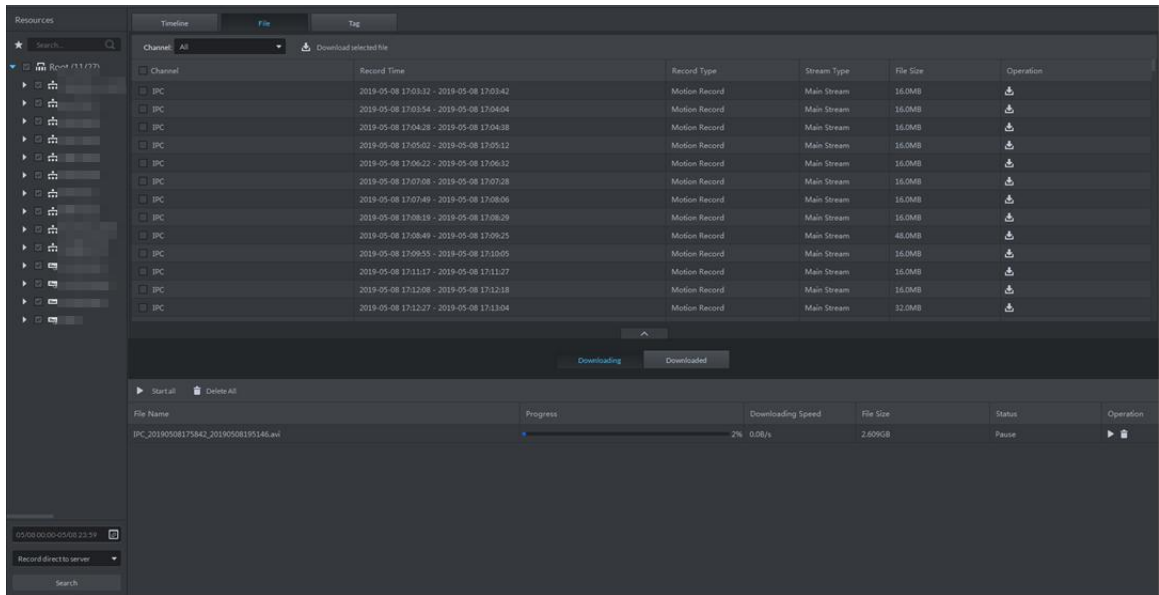 Resources
Timeline File Tag
Search...
Channel: All Download selected file
Root (11/27)
Channel Record Time Record Type Stream Type File Size Operation
IPC 2019-05-08 17:03:32 - 2019-05-08 17:03:42 Motion Record Main Stream 16.0MB
IPC 2019-05-08 17:03:54 - 2019-05-08 17:04:04 Motion Record Main Stream 16.0MB
IPC 2019-05-08 17:04:28 - 2019-05-08 17:04:38 Motion Record Main Stream 16.0MB
IPC 2019-05-08 17:05:02 - 2019-05-08 17:05:12 Motion Record Main Stream 16.0MB
IPC 2019-05-08 17:06:22 - 2019-05-08 17:06:32 Motion Record Main Stream 16.0MB
IPC 2019-05-08 17:07:08 - 2019-05-08 17:07:28 Motion Record Main Stream 16.0MB
IPC 2019-05-08 17:07:49 - 2019-05-08 17:08:06 Motion Record Main Stream 16.0MB
IPC 2019-05-08 17:08:19 - 2019-05-08 17:08:29 Motion Record Main Stream 16.0MB
IPC 2019-05-08 17:08:49 - 2019-05-08 17:09:25 Motion Record Main Stream 48.0MB
IPC 2019-05-08 17:09:55 - 2019-05-08 17:10:05 Motion Record Main Stream 16.0MB
IPC 2019-05-08 17:11:17 - 2019-05-08 17:11:27 Motion Record Main Stream 16.0MB
IPC 2019-05-08 17:12:08 - 2019-05-08 17:12:18 Motion Record Main Stream 16.0MB
IPC 2019-05-08 17:12:27 - 2019-05-08 17:13:04 Motion Record Main Stream 32.0MB
Downloading Downloaded
Start all Delete All
File Name Progress Downloading Speed File Size Status Operation
IPC_20190508175842_20190508195146.avi 2% 0.0B/s 2.609GB Pause
05/08 00:00-05/08 23:59
Record direct to server
Search